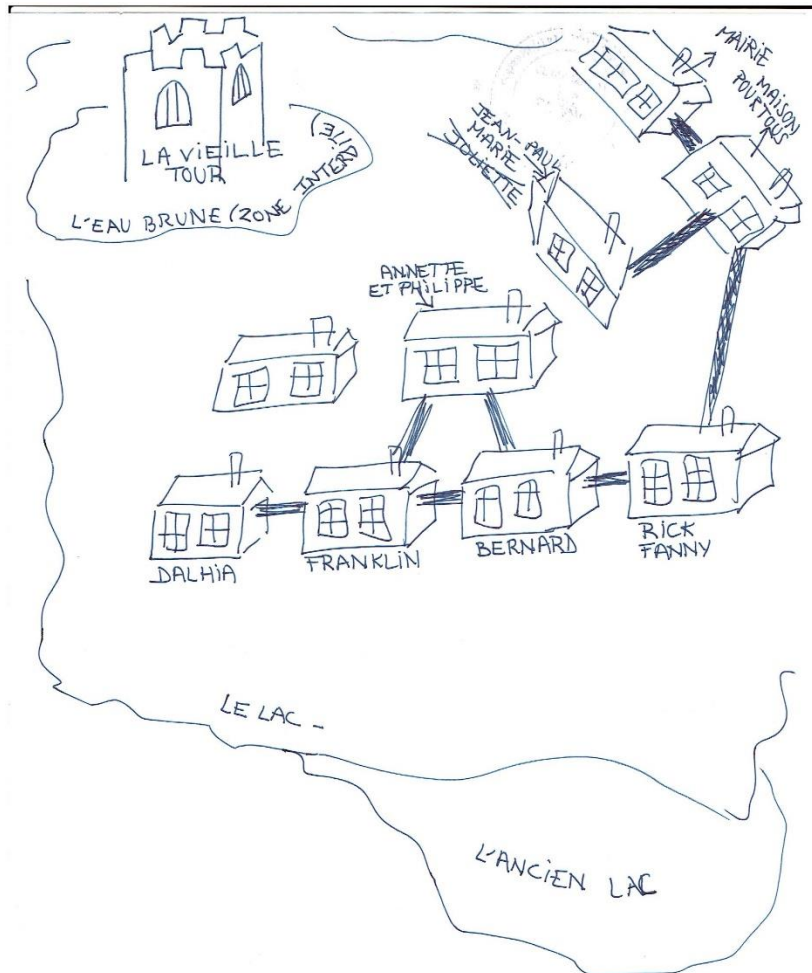 MAIRIE
MAISON
POUR TOUS
JEAN-PAUL
MARIE
JOLIETTE
LA VIEILLE
TOUR
L'EAU BRUNE (ZONE INTERDITE)
ANNETTE
ET PHILIPPE
DALHIA
FRANKLIN
BERNARD
RICK
FANNY
LE LAC -
L'ANCIEN LAC